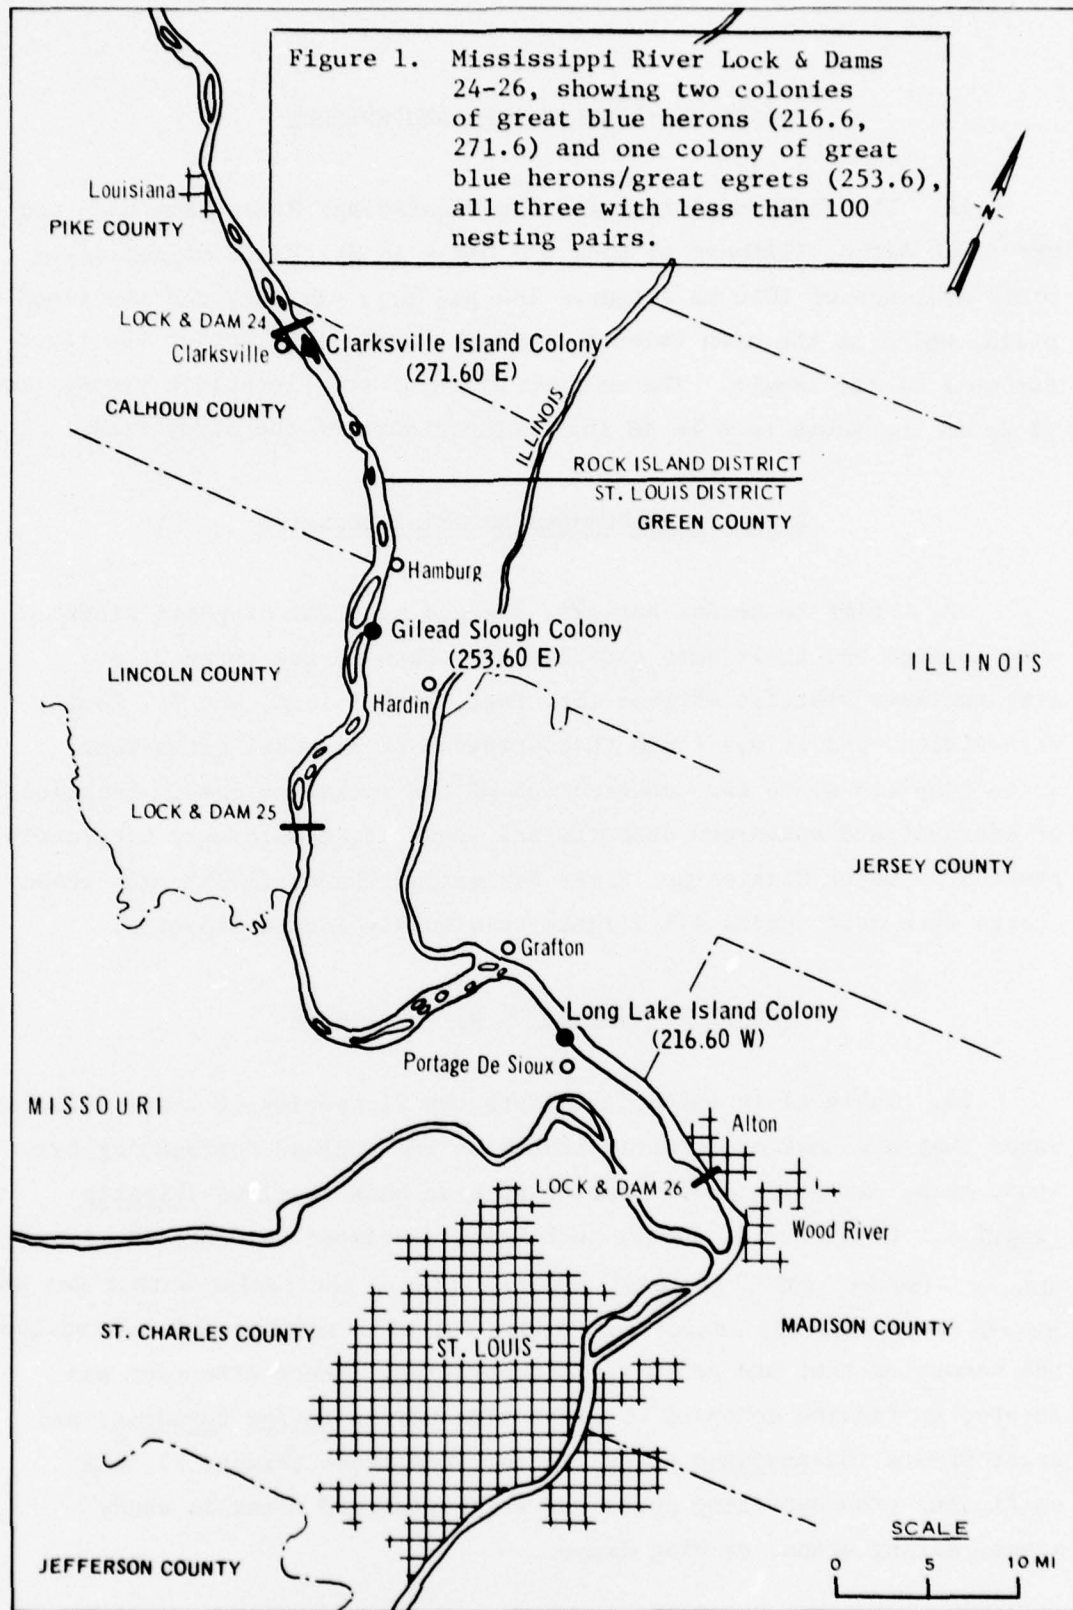 Figure 1. Mississippi River Lock & Dams
24-26, showing two colonies
of great blue herons (216.6,
271.6) and one colony of great
blue herons/great egrets (253.6),
all three with less than 100
nesting pairs.
N
Louisiana
PIKE COUNTY
LOCK & DAM 24
Clarksville
Clarksville Island Colony
(271.60 E)
CALHOUN COUNTY
ILLINOIS
ROCK ISLAND DISTRICT
ST. LOUIS DISTRICT
GREEN COUNTY
Hamburg
Gilead Slough Colony
(253.60 E)
ILLINOIS
LINCOLN COUNTY
Hardin
LOCK & DAM 25
JERSEY COUNTY
Grafton
Long Lake Island Colony
(216.60 W)
Portage De Sioux
MISSOURI
Alton
LOCK & DAM 26
Wood River
ST. CHARLES COUNTY
ST. LOUIS
MADISON COUNTY
JEFFERSON COUNTY
SCALE
0 5 10 MI